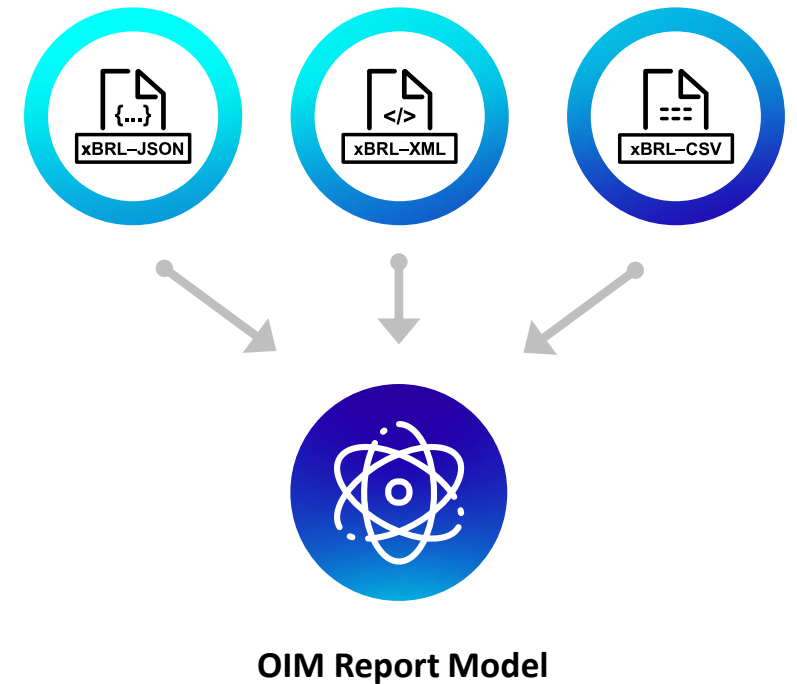 {...}
xBRL–JSON
</>
xBRL–XML
xBRL–CSV
OIM Report Model